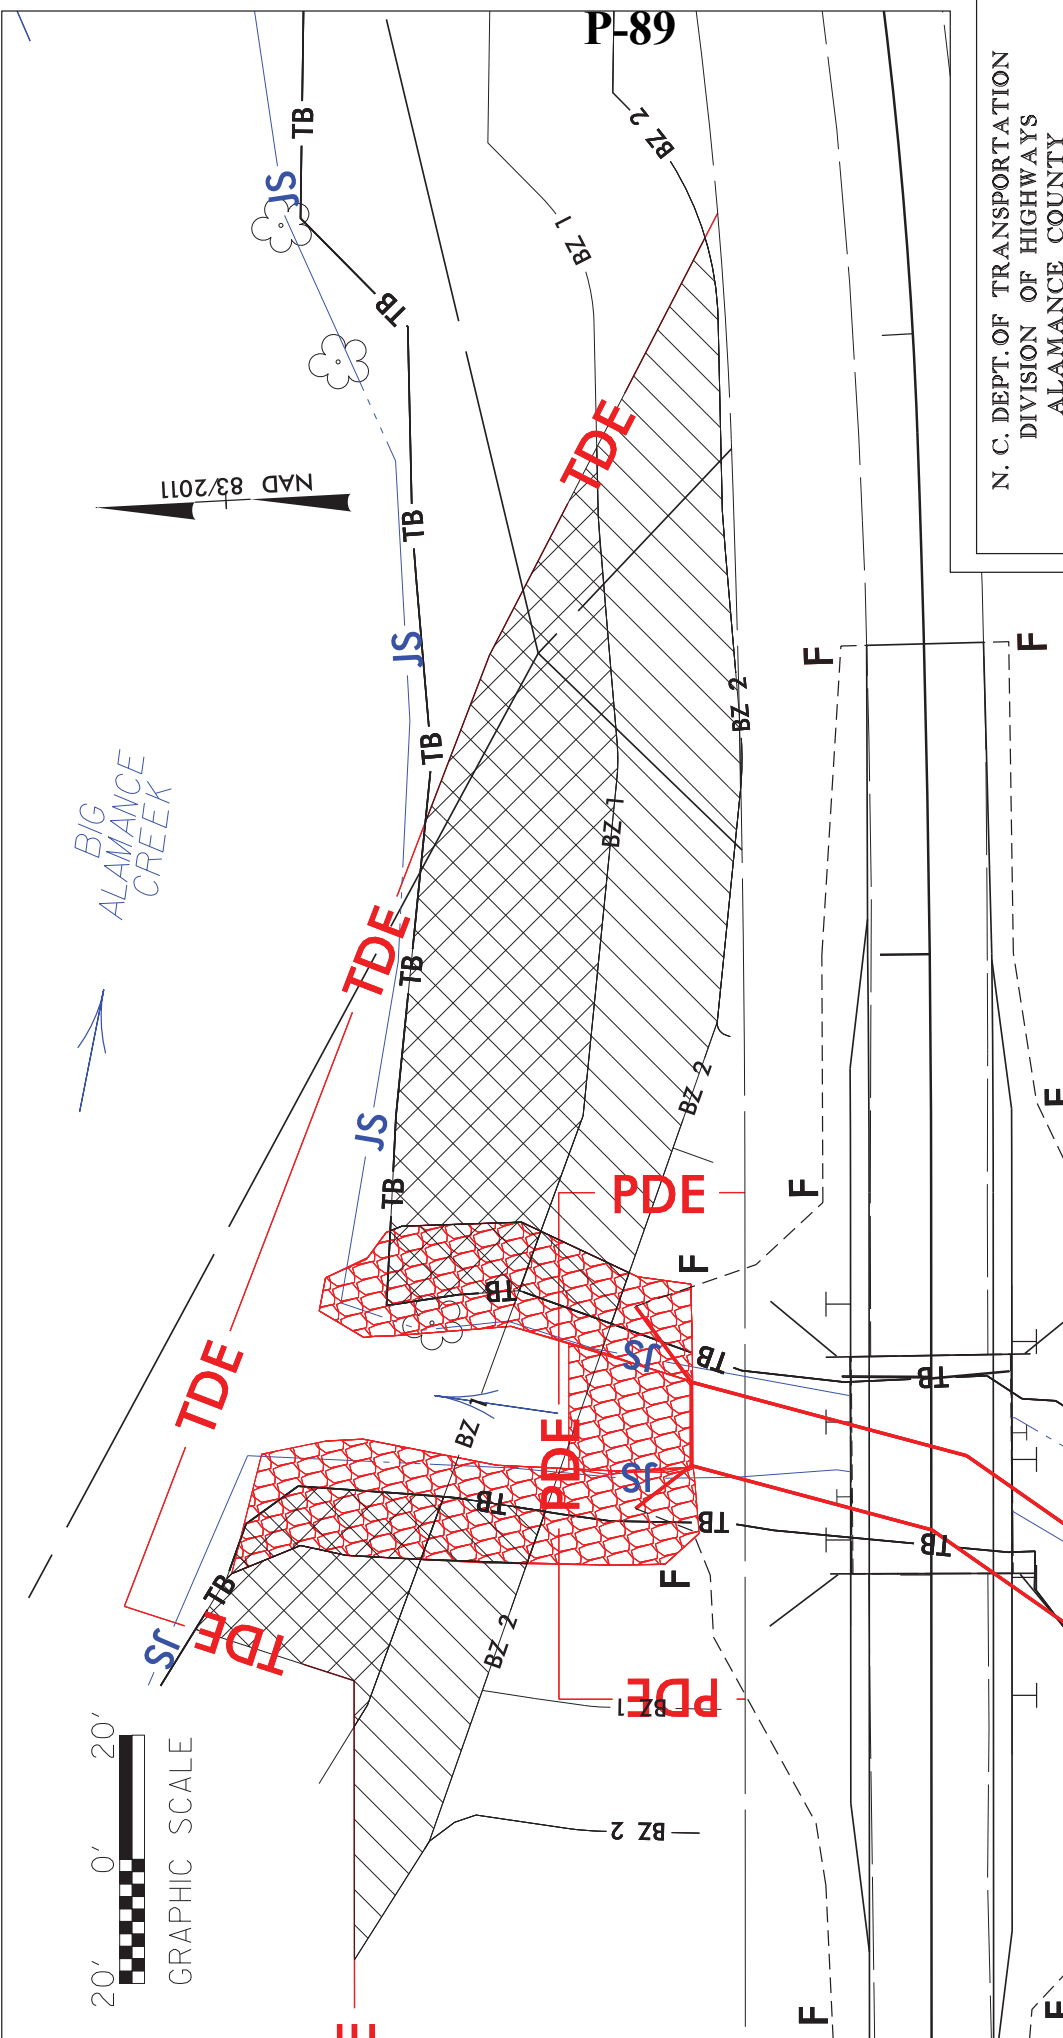 P-89
N. C. DEPT. OF TRANSPORTATION
DIVISION OF HIGHWAYS
ALAMANCE COUNTY
TB
JS
BZ 2
BZ 1
TB
TDE
NAD 83/2011
TB
JS
F
F
BZ 2
TB
BIG
ALAMANCE
CREEK
BZ 1
TDE
TB
JS
BZ 2
F
TB
PDE
F
F
TB
JS
TB
TB
TDE
BZ 1
PDE
JS
TB
TB
TB
F
TB
JS
TDE
BZ 2
PDE
BZ 1
BZ 2
20' 0' 20'
GRAPHIC SCALE
F
F
E